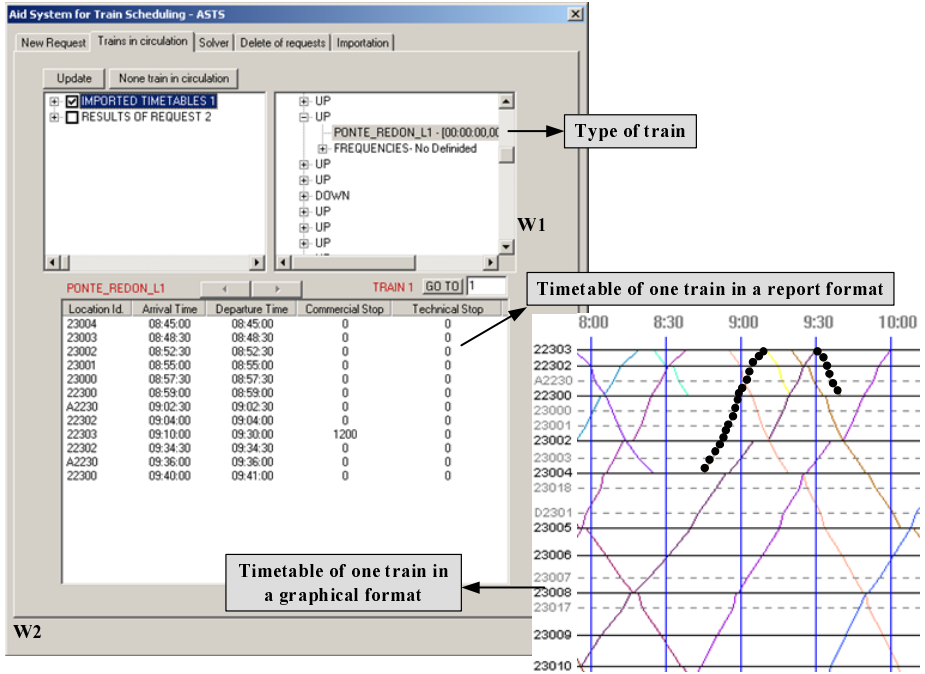 Aid System for Train Scheduling - ASTS
New Request Trains in circulation Solver Delete of requests Importation
Update None train in circulation
IMPORTED TIMETABLES 1
RESULTS OF REQUEST 2
UP
UP
PONTE_REDON_L1 - [00:00:00,00
FREQUENCIES- No Definided
UP
UP
DOWN
UP
UP
UP
Type of train
W1
PONTE_REDON_L1 TRAIN 1 GO TO 1
Location Id. Arrival Time Departure Time Commercial Stop Technical Stop
23004 08:45:00 08:45:00 0 0
23003 08:48:30 08:48:30 0 0
23002 08:52:30 08:52:30 0 0
23001 08:55:00 08:55:00 0 0
23000 08:57:30 08:57:30 0 0
22300 08:59:00 08:59:00 0 0
A2230 09:02:30 09:02:30 0 0
22302 09:04:00 09:04:00 0 0
22303 09:10:00 09:30:00 1200 0
22302 09:34:30 09:34:30 0 0
A2230 09:36:00 09:36:00 0 0
22300 09:40:00 09:41:00 0 0
Timetable of one train in a report format
8:00 8:30 9:00 9:30 10:00
22303
22302
A2230
22300
23000
23001
23002
23003
23004
23018
D2301
23005
23006
23007
23008
23017
23009
23010
Timetable of one train in
a graphical format
W2